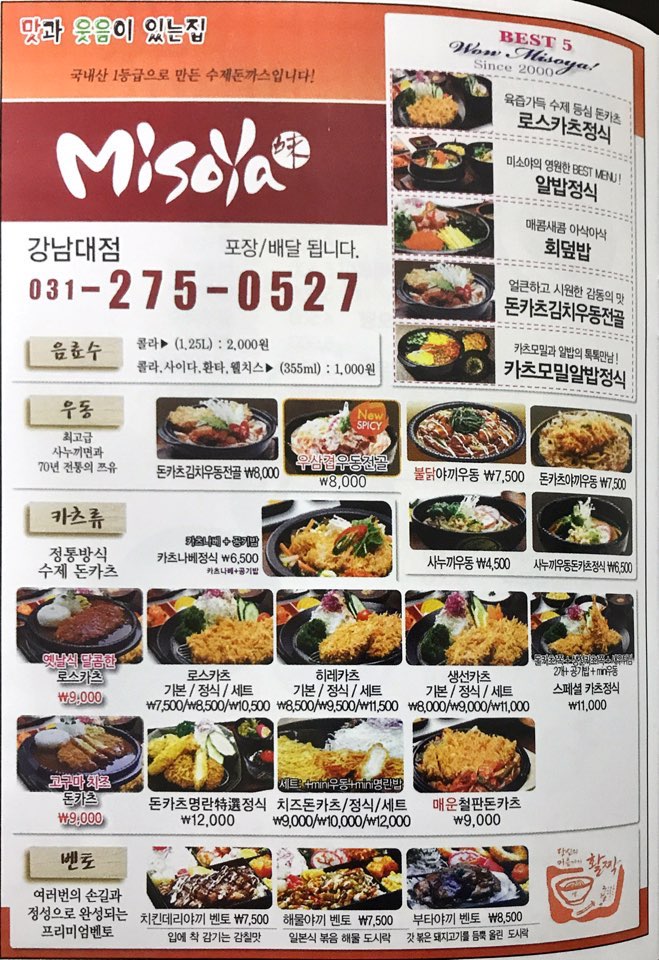 맛과 웃음이 있는집
국내산 1등급으로 만든 수제돈까스입니다!
Misoya 味
강남대점 포장/배달 됩니다.
031-275-0527
음료수
콜라▶ (1.25L) : 2,000원
콜라.사이다.환타.웰치스▶ (355ml) : 1,000원
BEST 5
Wow Misoya!
Since 2000
육즙가득 수제 등심 돈카츠
로스카츠정식
미소야의 영원한 BEST MENU!
알밥정식
매콤새콤 아삭아삭
회덮밥
얼큰하고 시원한 감동의 맛
돈카츠김치우동전골
카츠모밀과 알밥의 톡톡만남!
카츠모밀알밥정식
우동
최고급
사누끼면과
70년 전통의 쯔유
돈카츠김치우동전골 ₩8,000
New
SPICY
우삼겹우동전골
₩8,000
불닭야끼우동 ₩7,500
돈카츠야끼우동 ₩7,500
사누끼우동 ₩4,500
사누끼우동돈카츠정식 ₩6,500
카츠류
정통방식
수제 돈카츠
카츠나베 + 공기밥
카츠나베정식 ₩6,500
카츠나베+공기밥
옛날식 달콤한
로스카츠
₩9,000
로스카츠
기본 / 정식 / 세트
₩7,500/₩8,500/₩10,500
히레카츠
기본 / 정식 / 세트
₩8,500/₩9,500/₩11,500
생선카츠
기본 / 정식 / 세트
₩8,000/₩9,000/₩11,000
2개+ 공기밥 +mini우동
스페셜 카츠정식
₩11,000
고구마 치즈
돈카츠
₩9,000
돈카츠명란特選정식
₩12,000
세트: +mini우동+mini명란밥
치즈돈카츠/정식/세트
₩9,000/₩10,000/₩12,000
매운철판돈카츠
₩9,000
벤토
여러번의 손길과
정성으로 완성되는
프리미엄벤토
치킨데리야끼 벤토 ₩7,500
입에 착 감기는 감칠맛
해물야끼 벤토 ₩7,500
일본식 볶음 해물 도시락
부타야끼 벤토 ₩8,500
갓 볶은 돼지고기를 듬뿍 올린 도시락
활짝